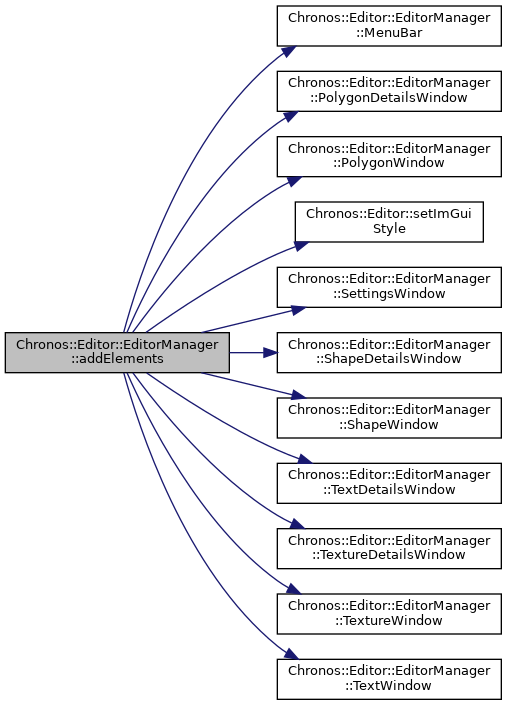 Chronos::Editor::EditorManager
::MenuBar
Chronos::Editor::EditorManager
::PolygonDetailsWindow
Chronos::Editor::EditorManager
::PolygonWindow
Chronos::Editor::setImGui
Style
Chronos::Editor::EditorManager
::SettingsWindow
Chronos::Editor::EditorManager
::addElements
Chronos::Editor::EditorManager
::ShapeDetailsWindow
Chronos::Editor::EditorManager
::ShapeWindow
Chronos::Editor::EditorManager
::TextDetailsWindow
Chronos::Editor::EditorManager
::TextureDetailsWindow
Chronos::Editor::EditorManager
::TextureWindow
Chronos::Editor::EditorManager
::TextWindow